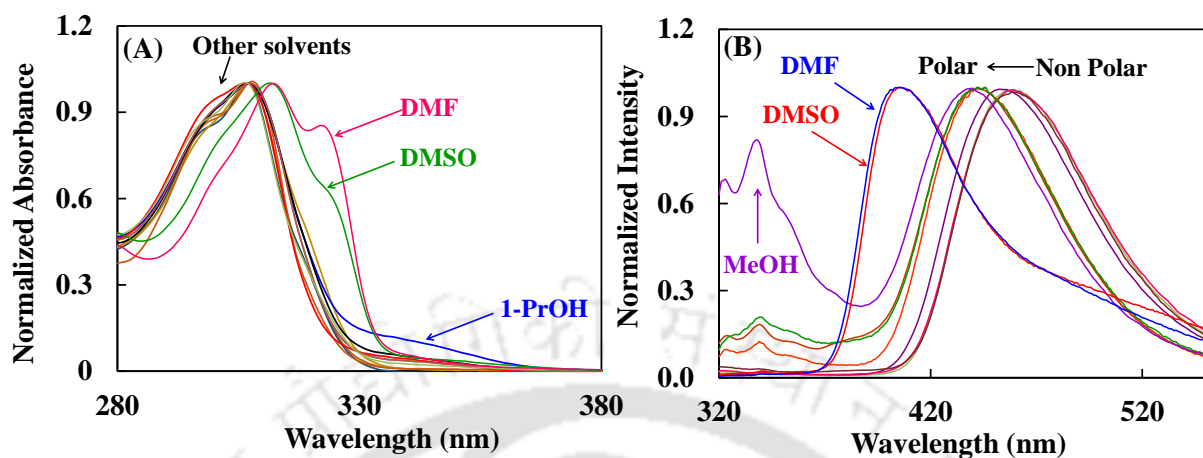 (A)
Other solvents
DMF
DMSO
1-PrOH
Normalized Absorbance
1.2
0.9
0.6
0.3
0
280
330
380
Wavelength (nm)
(B)
Polar
Non Polar
DMF
DMSO
MeOH
Normalized Intensity
1.2
0.9
0.6
0.3
0.0
320
420
520
Wavelength (nm)